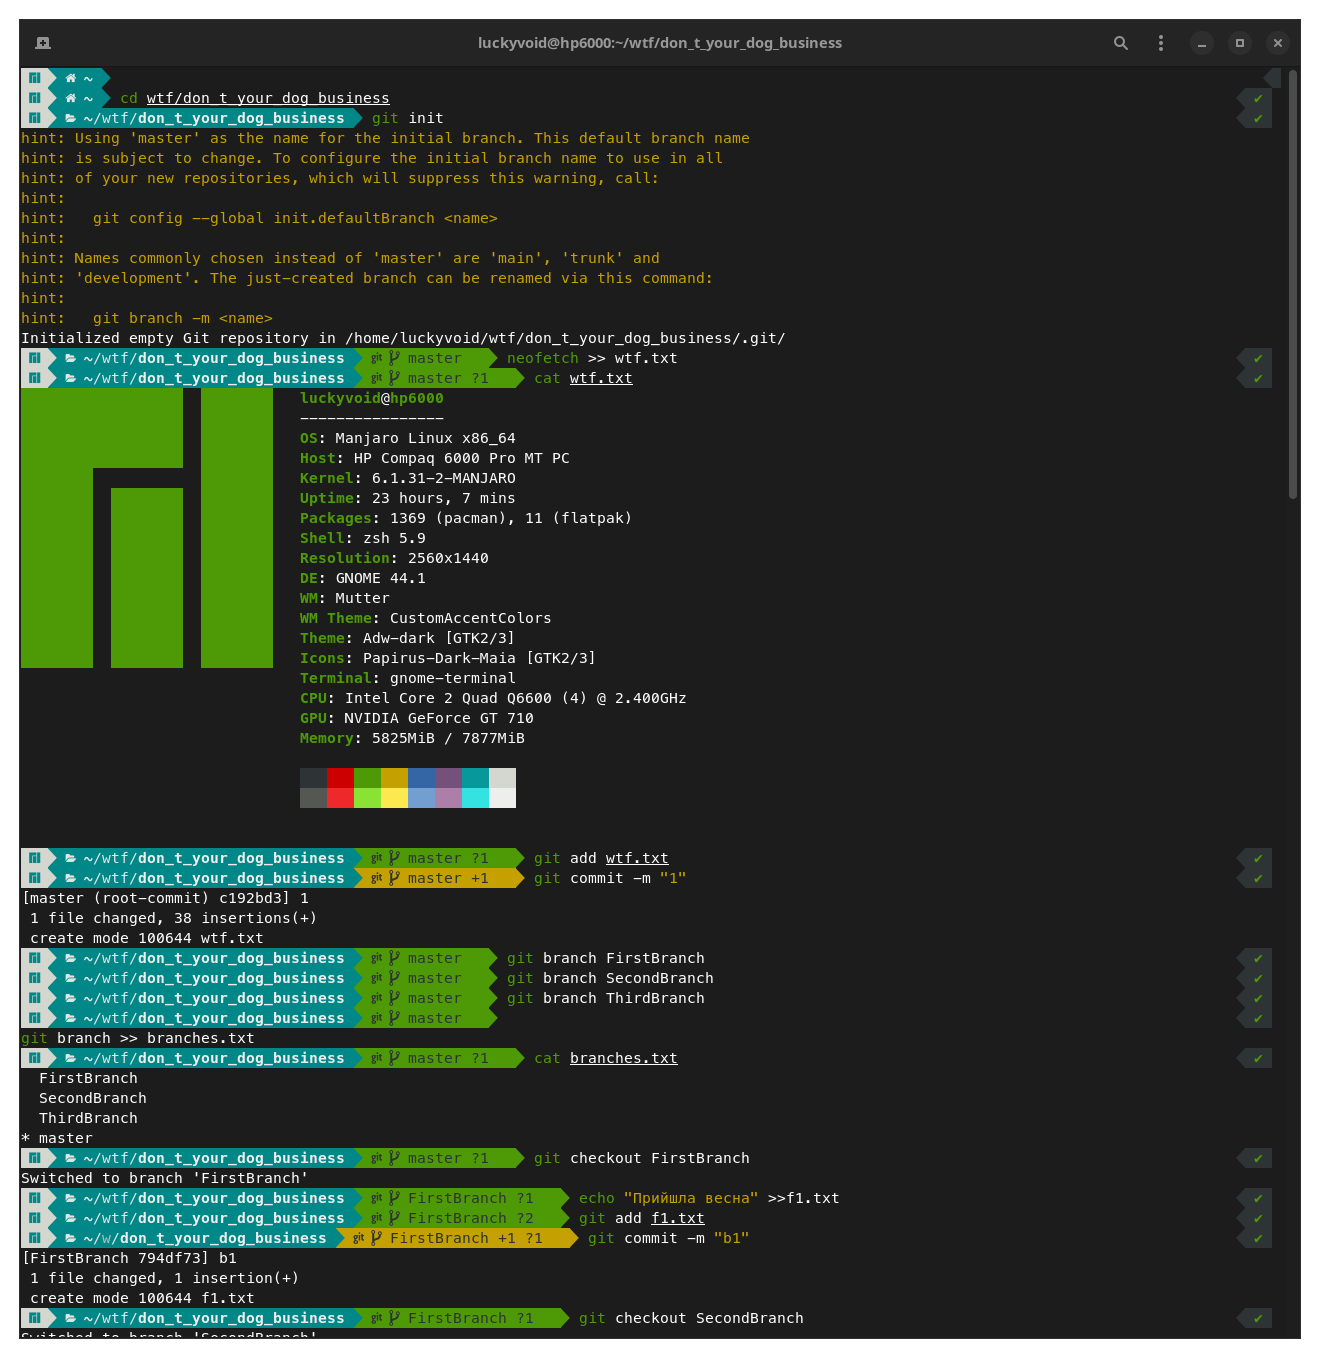 luckyvoid@hp6000:~/wtf/don_t_your_dog_business
~
~ cd wtf/don_t_your_dog_business ✔
~/wtf/don_t_your_dog_business git init ✔
hint: Using 'master' as the name for the initial branch. This default branch name
hint: is subject to change. To configure the initial branch name to use in all
hint: of your new repositories, which will suppress this warning, call:
hint:
hint:   git config --global init.defaultBranch <name>
hint:
hint: Names commonly chosen instead of 'master' are 'main', 'trunk' and
hint: 'development'. The just-created branch can be renamed via this command:
hint:
hint:   git branch -m <name>
Initialized empty Git repository in /home/luckyvoid/wtf/don_t_your_dog_business/.git/
~/wtf/don_t_your_dog_business git master neofetch >> wtf.txt ✔
~/wtf/don_t_your_dog_business git master ?1 cat wtf.txt ✔
luckyvoid@hp6000
----------------
OS: Manjaro Linux x86_64
Host: HP Compaq 6000 Pro MT PC
Kernel: 6.1.31-2-MANJARO
Uptime: 23 hours, 7 mins
Packages: 1369 (pacman), 11 (flatpak)
Shell: zsh 5.9
Resolution: 2560x1440
DE: GNOME 44.1
WM: Mutter
WM Theme: CustomAccentColors
Theme: Adw-dark [GTK2/3]
Icons: Papirus-Dark-Maia [GTK2/3]
Terminal: gnome-terminal
CPU: Intel Core 2 Quad Q6600 (4) @ 2.400GHz
GPU: NVIDIA GeForce GT 710
Memory: 5825MiB / 7877MiB
~/wtf/don_t_your_dog_business git master ?1 git add wtf.txt ✔
~/wtf/don_t_your_dog_business git master +1 git commit -m "1" ✔
[master (root-commit) c192bd3] 1
 1 file changed, 38 insertions(+)
 create mode 100644 wtf.txt
~/wtf/don_t_your_dog_business git master git branch FirstBranch ✔
~/wtf/don_t_your_dog_business git master git branch SecondBranch ✔
~/wtf/don_t_your_dog_business git master git branch ThirdBranch ✔
~/wtf/don_t_your_dog_business git master ✔
git branch >> branches.txt
~/wtf/don_t_your_dog_business git master ?1 cat branches.txt ✔
  FirstBranch
  SecondBranch
  ThirdBranch
* master
~/wtf/don_t_your_dog_business git master ?1 git checkout FirstBranch ✔
Switched to branch 'FirstBranch'
~/wtf/don_t_your_dog_business git FirstBranch ?1 echo "Прийшла весна" >>f1.txt ✔
~/wtf/don_t_your_dog_business git FirstBranch ?2 git add f1.txt ✔
~/w/don_t_your_dog_business git FirstBranch +1 ?1 git commit -m "b1" ✔
[FirstBranch 794df73] b1
 1 file changed, 1 insertion(+)
 create mode 100644 f1.txt
~/wtf/don_t_your_dog_business git FirstBranch ?1 git checkout SecondBranch ✔
Switched to branch 'SecondBranch'